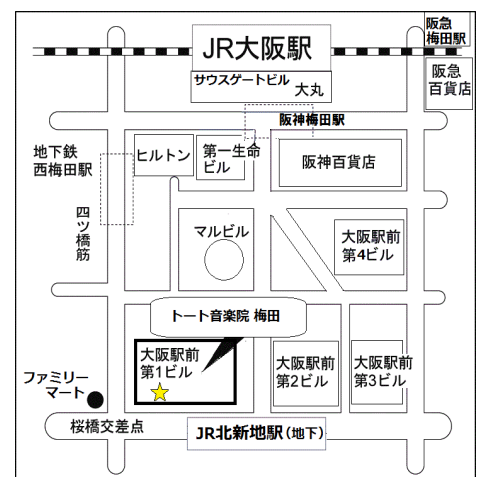 阪急
梅田駅
JR大阪駅
サウスゲートビル
大丸
阪急
百貨店
阪神梅田駅
地下鉄
西梅田駅
ヒルトン
第一生命
ビル
阪神百貨店
四ツ橋筋
マルビル
大阪駅前
第4ビル
トート音楽院 梅田
大阪駅前
第1ビル
大阪駅前
第2ビル
大阪駅前
第3ビル
ファミリー
マート
桜橋交差点
JR北新地駅(地下)